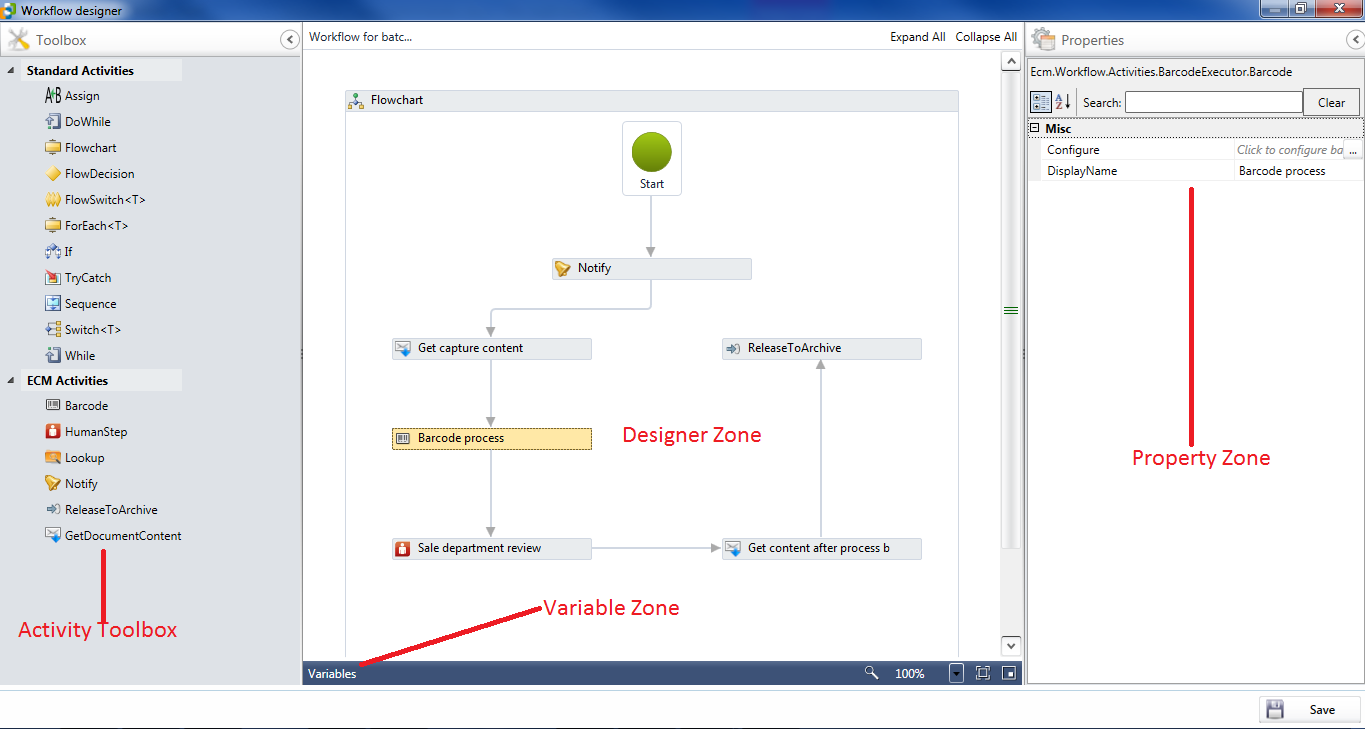 Workflow designer
Toolbox
Standard Activities
Assign
DoWhile
Flowchart
FlowDecision
FlowSwitch<T>
ForEach<T>
If
TryCatch
Sequence
Switch<T>
While
ECM Activities
Barcode
HumanStep
Lookup
Notify
ReleaseToArchive
GetDocumentContent
Activity Toolbox
Workflow for batc...
Expand All Collapse All
Flowchart
Start
Notify
Get capture content
ReleaseToArchive
Barcode process
Designer Zone
Sale department review
Get content after process b
Variable Zone
Variables
100%
Properties
Ecm.Workflow.Activities.BarcodeExecutor.Barcode
Search:
Clear
Misc
Configure Click to configure ba ...
DisplayName Barcode process
Property Zone
Save